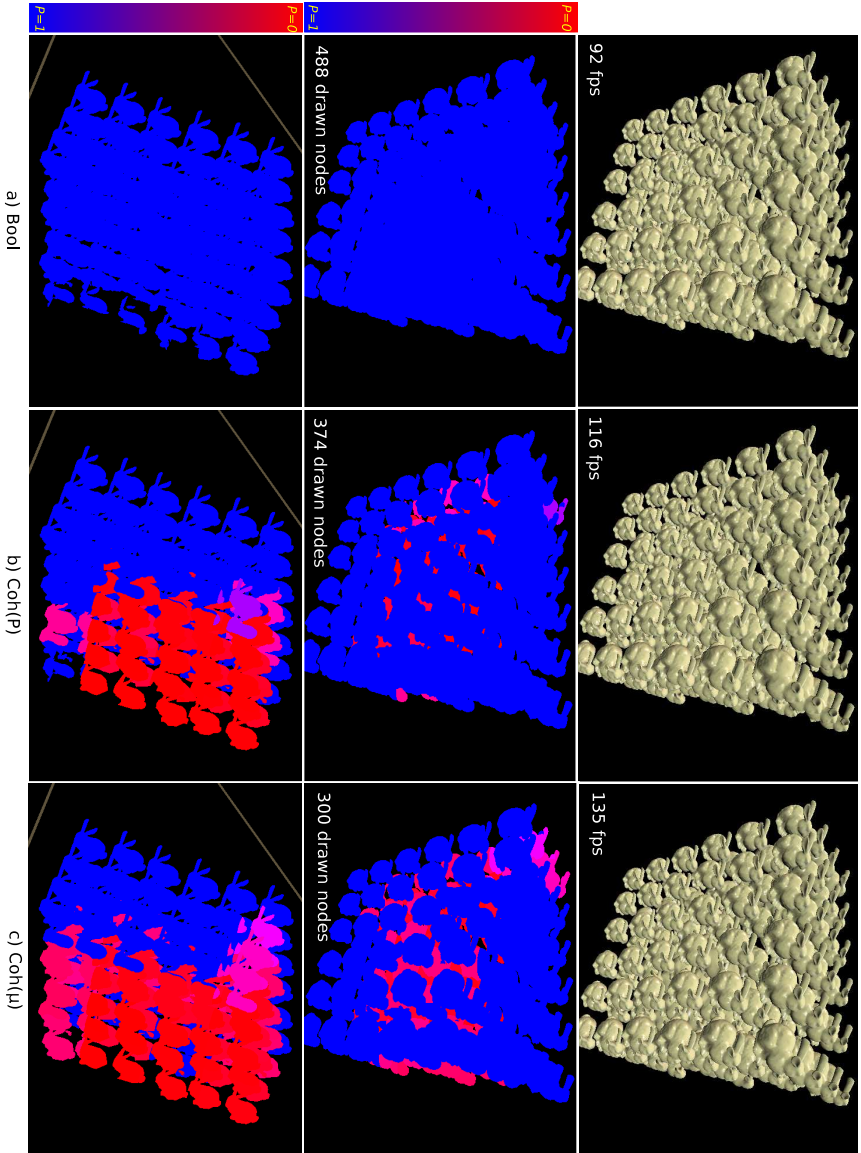 92 fps
116 fps
135 fps
P=0
488 drawn nodes
374 drawn nodes
300 drawn nodes
P=1
P=0
P=1
a) Bool
b) Coh(P)
c) Coh(μ)